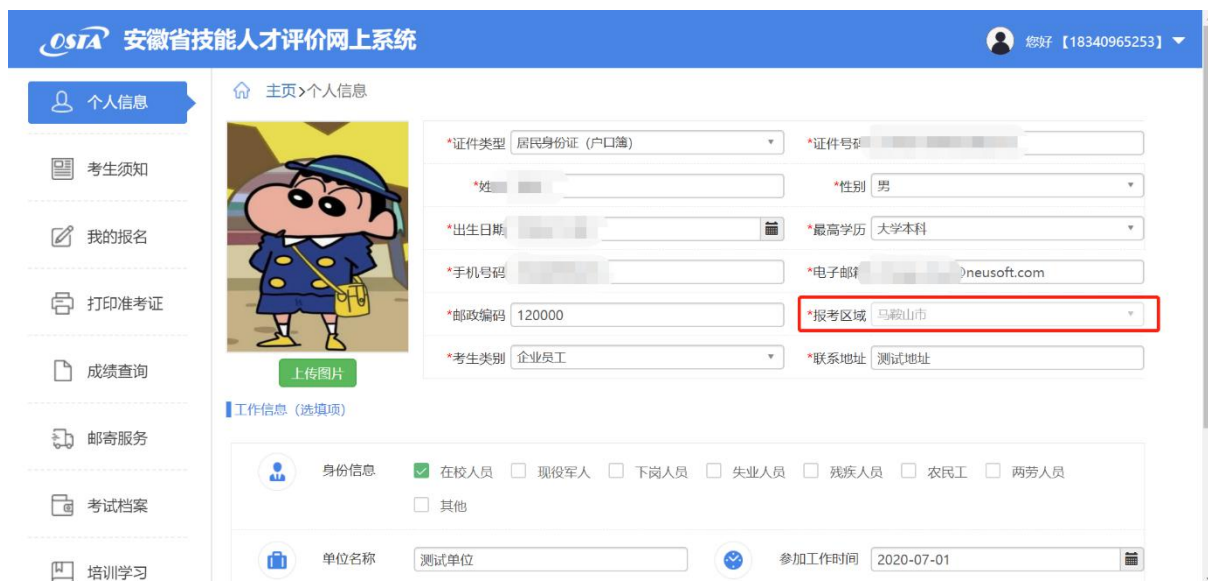 OSTA 安徽省技能人才评价网上系统
您好【18340965253】
个人信息
考生须知
我的报名
打印准考证
成绩查询
邮寄服务
考试档案
培训学习
主页>个人信息
上传图片
*证件类型 居民身份证（户口簿） *证件号码
*姓 *性别 男
*出生日期 *最高学历 大学本科
*手机号码 *电子邮箱 @neusoft.com
*邮政编码 120000 *报考区域 马鞍山市
*考生类别 企业员工 *联系地址 测试地址
工作信息（选填项）
身份信息 在校人员 现役军人 下岗人员 失业人员 残疾人员 农民工 两劳人员
其他
单位名称 测试单位 参加工作时间 2020-07-01